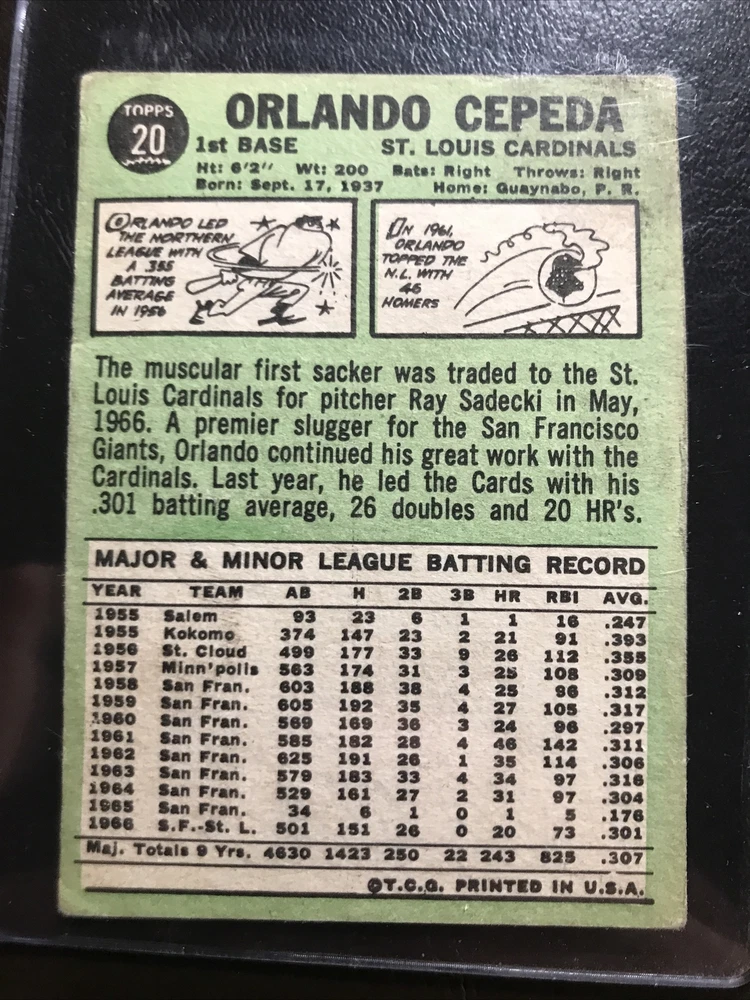 TOPPS
20
ORLANDO CEPEDA
1st BASE ST. LOUIS CARDINALS
Ht: 6'2" Wt: 200 Bats: Right Throws: Right
Born: Sept. 17, 1937 Home: Guaynabo, P. R.
ORLANDO LED
THE NORTHERN
LEAGUE WITH
A .355
BATTING
AVERAGE
IN 1956
IN 1961,
ORLANDO
TOPPED THE
N.L. WITH
46
HOMERS
The muscular first sacker was traded to the St.
Louis Cardinals for pitcher Ray Sadecki in May,
1966. A premier slugger for the San Francisco
Giants, Orlando continued his great work with the
Cardinals. Last year, he led the Cards with his
.301 batting average, 26 doubles and 20 HR's.
MAJOR & MINOR LEAGUE BATTING RECORD
YEAR TEAM AB H 2B 3B HR RBI AVG.
1955 Salem 93 23 6 1 1 16 .247
1955 Kokomo 374 147 23 2 21 91 .393
1956 St. Cloud 499 177 33 9 26 112 .355
1957 Minn'polis 563 174 31 3 25 108 .309
1958 San Fran. 603 188 38 4 25 96 .312
1959 San Fran. 605 192 35 4 27 105 .317
1960 San Fran. 569 169 36 3 24 96 .297
1961 San Fran. 585 182 28 4 46 142 .311
1962 San Fran. 625 191 26 1 35 114 .306
1963 San Fran. 579 183 33 4 34 97 .316
1964 San Fran. 529 161 27 2 31 97 .304
1965 San Fran. 34 6 1 0 1 5 .176
1966 S.F.-St. L. 501 151 26 0 20 73 .301
Maj. Totals 9 Yrs. 4630 1423 250 22 243 825 .307
©T.C.G. PRINTED IN U.S.A.